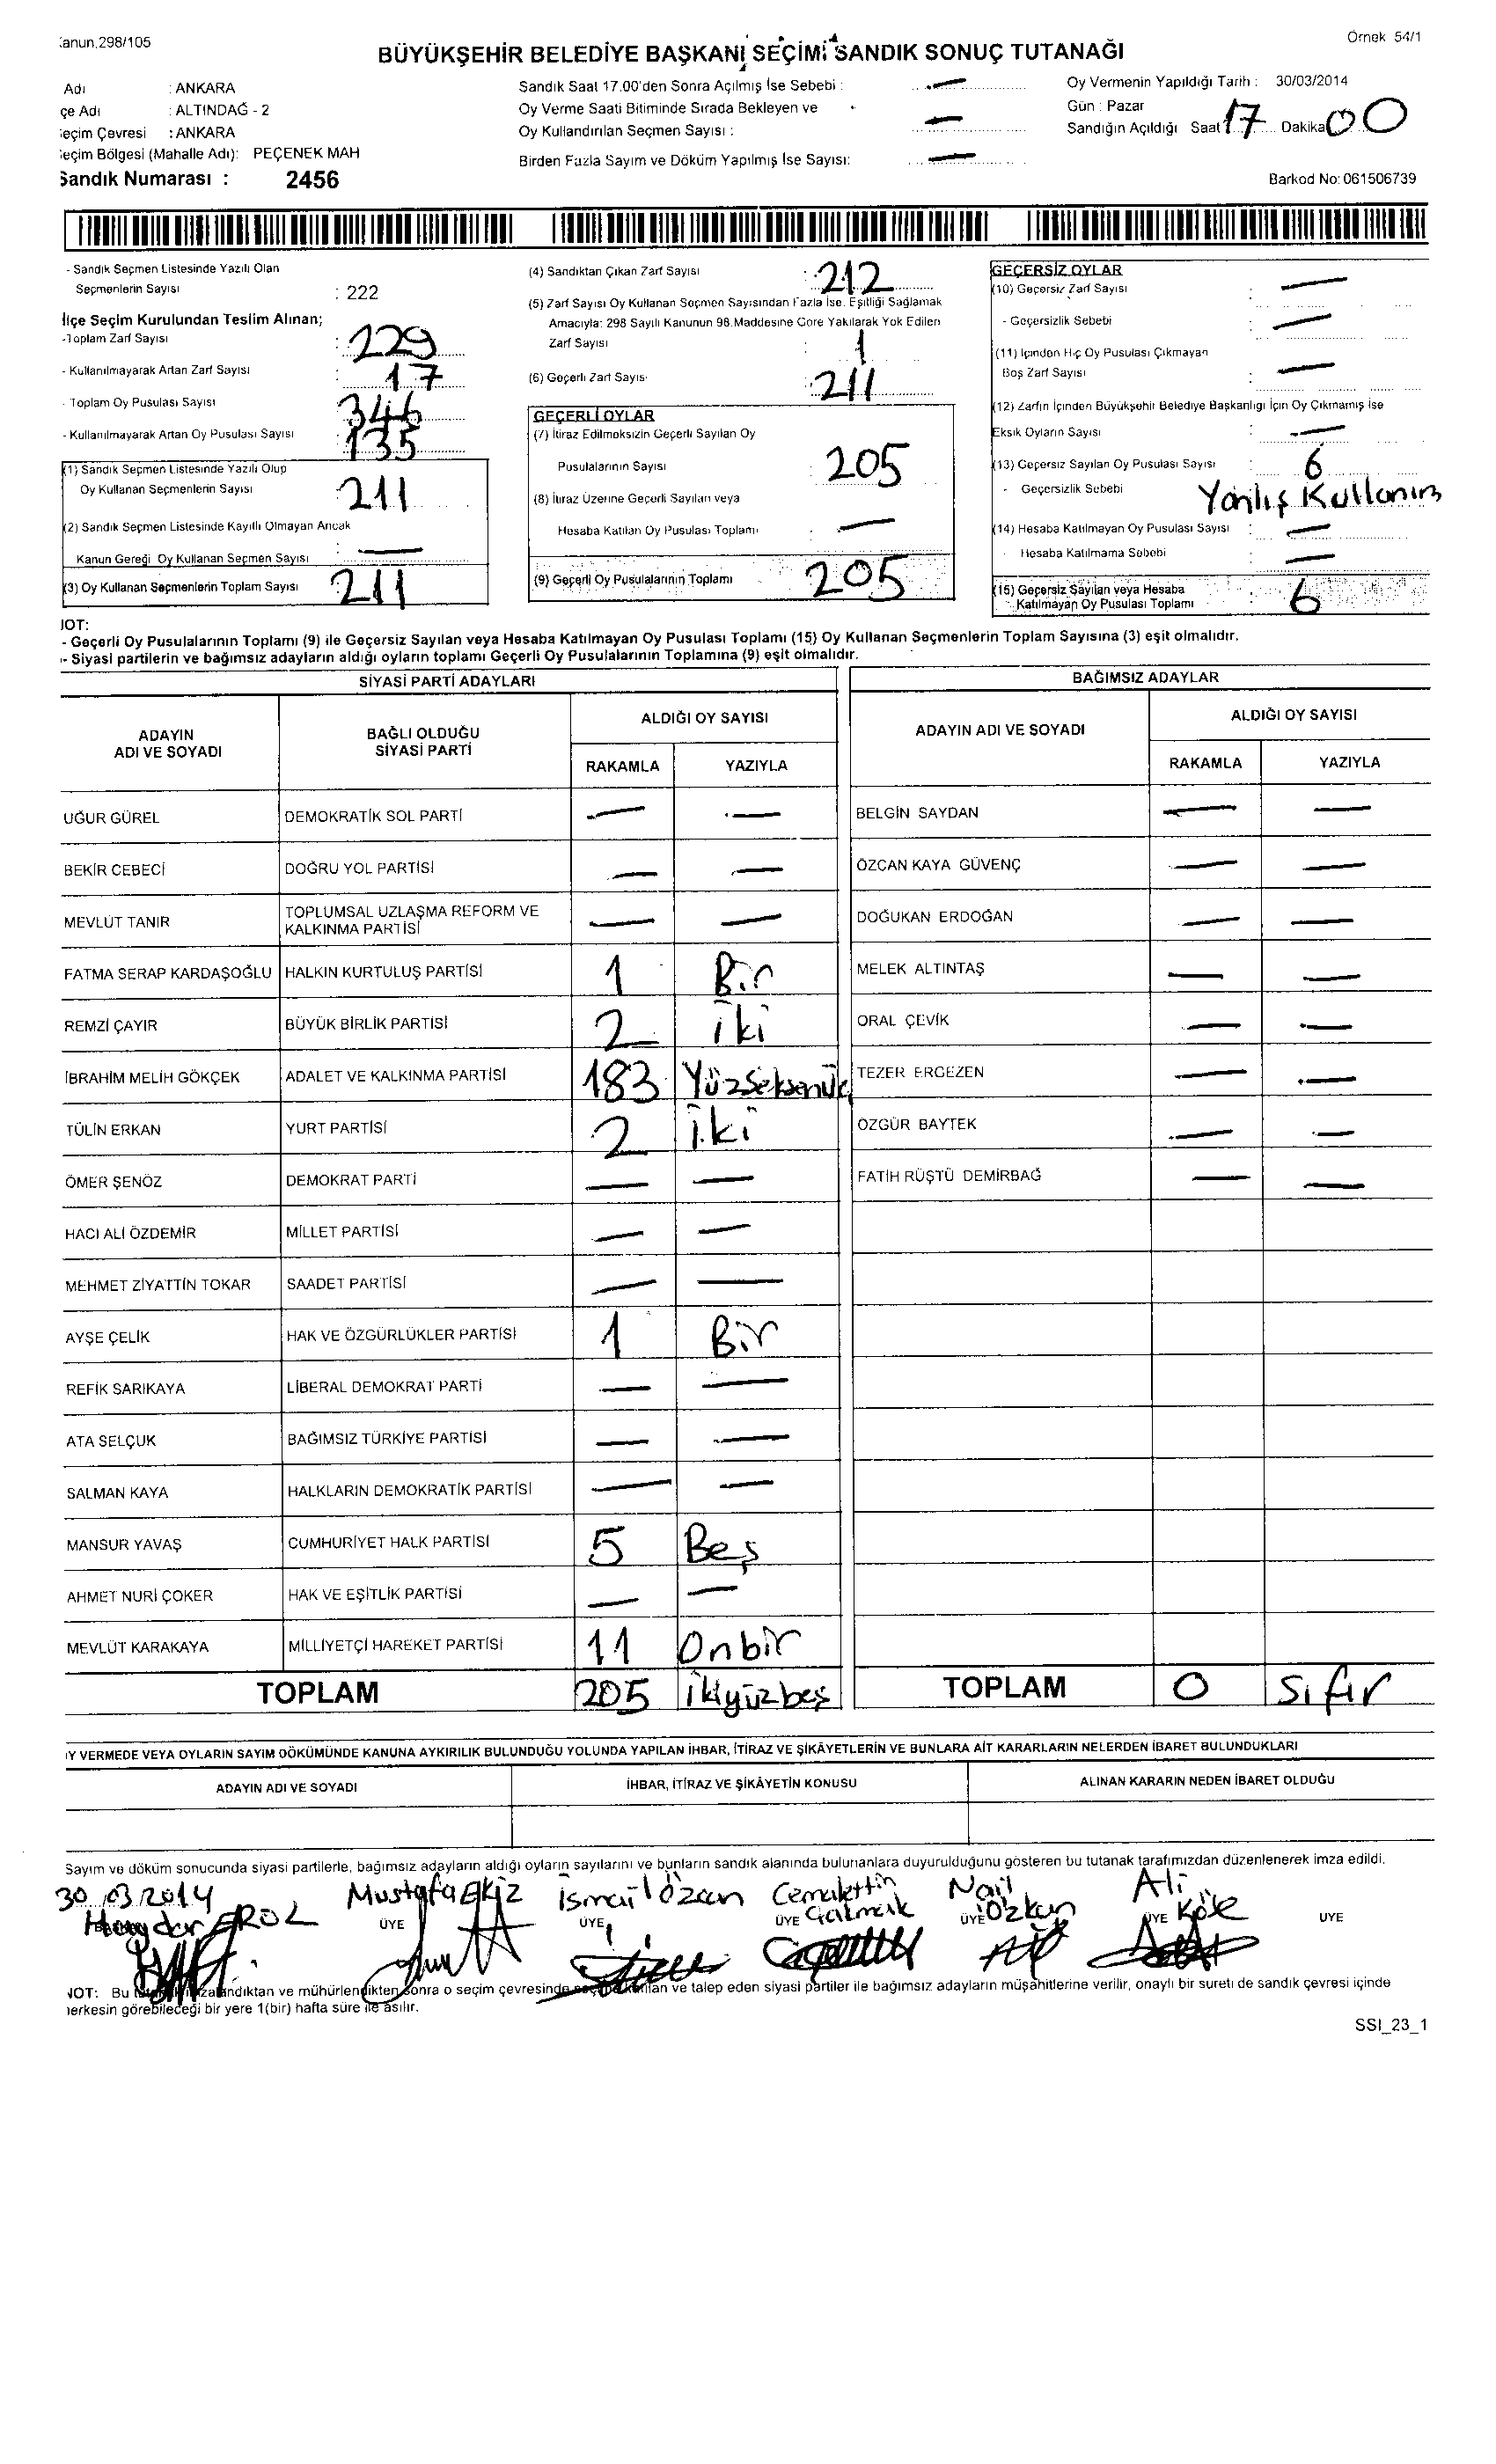 Kanun,298/105
Örnek 54/1
BÜYÜKŞEHİR BELEDİYE BAŞKANI SEÇİMİ SANDIK SONUÇ TUTANAĞI
Adı : ANKARA
çe Adı : ALTINDAĞ - 2
eçim Çevresi : ANKARA
eçim Bölgesi (Mahalle Adı): PEÇENEK MAH
Sandık Numarası : 2456
Sandık Saat 17.00'den Sonra Açılmış İse Sebebi : —
Oy Verme Saati Bitiminde Sırada Bekleyen ve
Oy Kullandırılan Seçmen Sayısı : —
Birden Fazla Sayım ve Döküm Yapılmış İse Sayısı: —
Oy Vermenin Yapıldığı Tarih : 30/03/2014
Gün : Pazar
Sandığın Açıldığı Saat 17 Dakika 00
Barkod No: 061506739
- Sandık Seçmen Listesinde Yazılı Olan
Seçmenlerin Sayısı : 222
İlçe Seçim Kurulundan Teslim Alınan;
-Toplam Zarf Sayısı : 229
- Kullanılmayarak Artan Zarf Sayısı : 17
- Toplam Oy Pusulası Sayısı 346
- Kullanılmayarak Artan Oy Pusulası Sayısı : 135
(1) Sandık Seçmen Listesinde Yazılı Olup
Oy Kullanan Seçmenlerin Sayısı : 211
(2) Sandık Seçmen Listesinde Kayıtlı Olmayan Ancak
Kanun Gereği Oy Kullanan Seçmen Sayısı : —
(3) Oy Kullanan Seçmenlerin Toplam Sayısı 211
(4) Sandıktan Çıkan Zarf Sayısı : 212
(5) Zarf Sayısı Oy Kullanan Seçmen Sayısından Fazla İse, Eşitliği Sağlamak
Amacıyla: 298 Sayılı Kanunun 98.Maddesine Göre Yakılarak Yok Edilen
Zarf Sayısı : 1
(6) Geçerli Zarf Sayısı : 211
GEÇERLİ OYLAR
(7) İtiraz Edilmeksizin Geçerli Sayılan Oy
Pusulalarının Sayısı : 205
(8) İtiraz Üzerine Geçerli Sayılan veya
Hesaba Katılan Oy Pusulası Toplamı : —
(9) Geçerli Oy Pusulalarının Toplamı : 205
GEÇERSİZ OYLAR
(10) Geçersiz Zarf Sayısı : —
- Geçersizlik Sebebi : —
(11) İçinden Hiç Oy Pusulası Çıkmayan
Boş Zarf Sayısı : —
(12) Zarfın İçinden Büyükşehir Belediye Başkanlığı İçin Oy Çıkmamış ise
Eksik Oyların Sayısı : —
(13) Geçersiz Sayılan Oy Pusulası Sayısı : 6
- Geçersizlik Sebebi Yanlış Kullanım
(14) Hesaba Katılmayan Oy Pusulası Sayısı : —
Hesaba Katılmama Sebebi : —
(15) Geçersiz Sayılan veya Hesaba
Katılmayan Oy Pusulası Toplamı : 6
NOT:
- Geçerli Oy Pusulalarının Toplamı (9) ile Geçersiz Sayılan veya Hesaba Katılmayan Oy Pusulası Toplamı (15) Oy Kullanan Seçmenlerin Toplam Sayısına (3) eşit olmalıdır.
- Siyasi partilerin ve bağımsız adayların aldığı oyların toplamı Geçerli Oy Pusulalarının Toplamına (9) eşit olmalıdır.
SİYASİ PARTİ ADAYLARI
BAĞIMSIZ ADAYLAR
ADAYIN
ADI VE SOYADI
BAĞLI OLDUĞU
SİYASİ PARTİ
ALDIĞI OY SAYISI
RAKAMLA YAZIYLA
ADAYIN ADI VE SOYADI
ALDIĞI OY SAYISI
RAKAMLA YAZIYLA
UĞUR GÜREL DEMOKRATİK SOL PARTİ — — BELGİN SAYDAN — —
BEKİR CEBECİ DOĞRU YOL PARTİSİ — — ÖZCAN KAYA GÜVENÇ — —
MEVLÜT TANIR TOPLUMSAL UZLAŞMA REFORM VE
KALKINMA PARTİSİ — — DOĞUKAN ERDOĞAN — —
FATMA SERAP KARDAŞOĞLU HALKIN KURTULUŞ PARTİSİ 1 Bir MELEK ALTINTAŞ — —
REMZİ ÇAYIR BÜYÜK BİRLİK PARTİSİ 2 iki ORAL ÇEVİK — —
İBRAHİM MELİH GÖKÇEK ADALET VE KALKINMA PARTİSİ 183 Yüzseksenüç TEZER ERGEZEN — —
TÜLİN ERKAN YURT PARTİSİ 2 iki ÖZGÜR BAYTEK — —
ÖMER ŞENÖZ DEMOKRAT PARTİ — — FATİH RÜŞTÜ DEMİRBAĞ — —
HACI ALİ ÖZDEMİR MİLLET PARTİSİ — —
MEHMET ZİYATTİN TOKAR SAADET PARTİSİ — —
AYŞE ÇELİK HAK VE ÖZGÜRLÜKLER PARTİSİ 1 Bir
REFİK SARIKAYA LİBERAL DEMOKRAT PARTİ — —
ATA SELÇUK BAĞIMSIZ TÜRKİYE PARTİSİ — —
SALMAN KAYA HALKLARIN DEMOKRATİK PARTİSİ — —
MANSUR YAVAŞ CUMHURİYET HALK PARTİSİ 5 Beş
AHMET NURİ ÇOKER HAK VE EŞİTLİK PARTİSİ — —
MEVLÜT KARAKAYA MİLLİYETÇİ HAREKET PARTİSİ 11 Onbir
TOPLAM 205 ikiyüzbeş TOPLAM 0 Sıfır
OY VERMEDE VEYA OYLARIN SAYIM DÖKÜMÜNDE KANUNA AYKIRILIK BULUNDUĞU YOLUNDA YAPILAN İHBAR, İTİRAZ VE ŞİKÂYETLERİN VE BUNLARA AİT KARARLARIN NELERDEN İBARET BULUNDUKLARI
ADAYIN ADI VE SOYADI İHBAR, İTİRAZ VE ŞİKÂYETİN KONUSU ALINAN KARARIN NEDEN İBARET OLDUĞU
Sayım ve döküm sonucunda siyasi partilerle, bağımsız adayların aldığı oyların sayılarını ve bunların sandık alanında bulunanlara duyurulduğunu gösteren bu tutanak tarafımızdan düzenlenerek imza edildi.
30.03.2014 Mustafa Ekiz İsmail Özcan Cemalettin Nail Ali
EROL ÜYE ÜYE ÜYE ÜYE Özkan ÜYE Köse ÜYE
NOT: Bu imzalandıktan ve mühürlendikten sonra o seçim çevresinde talep eden siyasi partiler ile bağımsız adayların müşahitlerine verilir, onaylı bir sureti de sandık çevresi içinde
herkesin görebileceği bir yere 1(bir) hafta süre ile asılır.
SSI_23_1